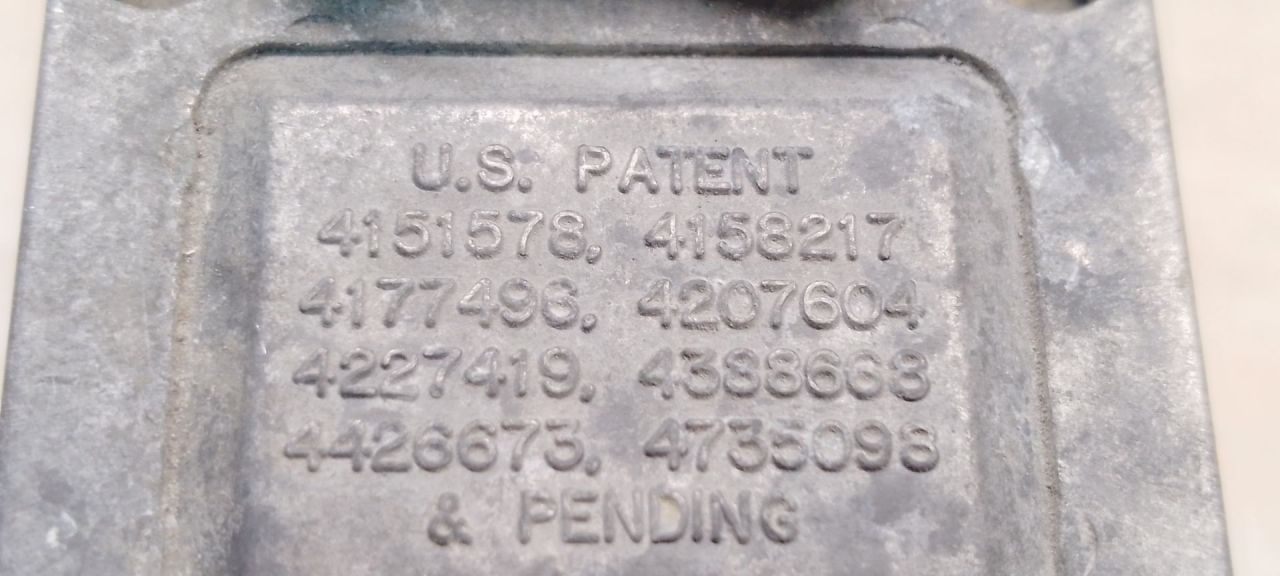 U.S. PATENT
4151578, 4158217
4177496, 4207604
4227419, 4388668
4426673, 4735098
& PENDING